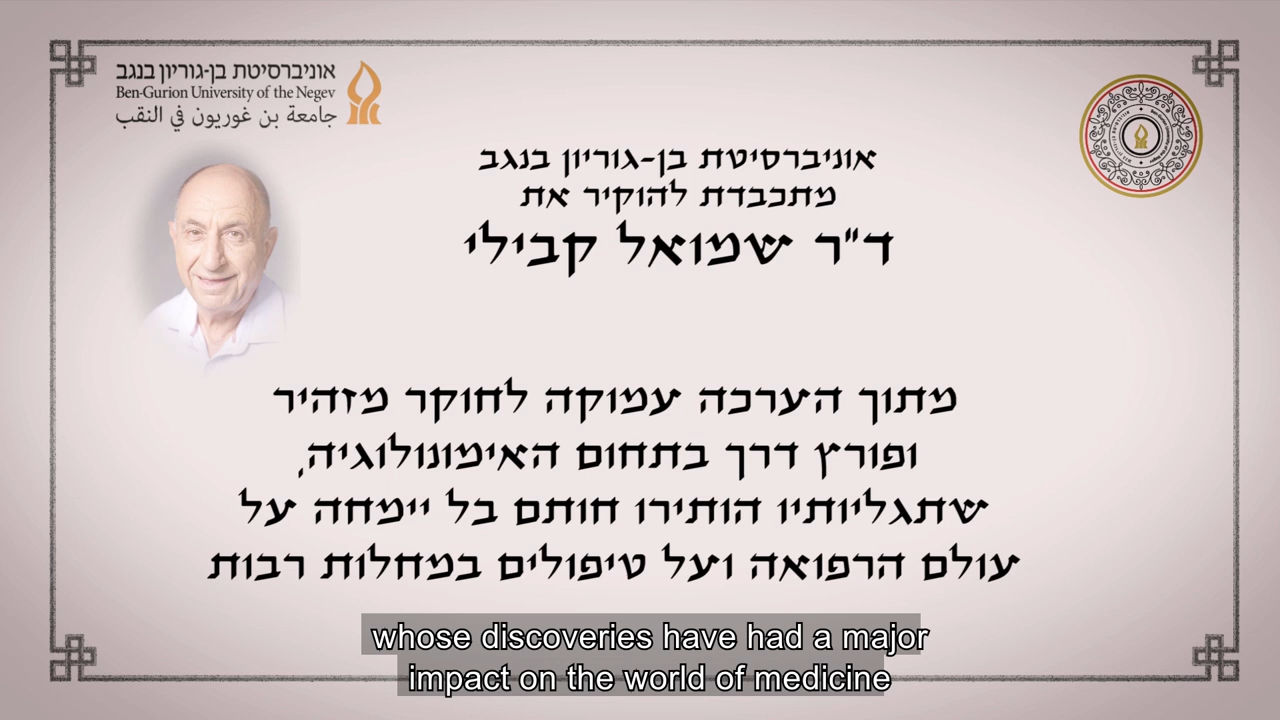 אוניברסיטת בן-גוריון בנגב
Ben-Gurion University of the Negev
جامعة بن غوريون في النقب
אוניברסיטת בן-גוריון בנגב
מתכבדת להוקיר את
ד"ר שמואל קבילי
מתוך הערכה עמוקה לחוקר מזהיר
ופורץ דרך בתחום האימונולוגיה,
שתגליותיו הותירו חותם בל יימחה על
עולם הרפואה ועל טיפולים במחלות רבות
whose discoveries have had a major
impact on the world of medicine